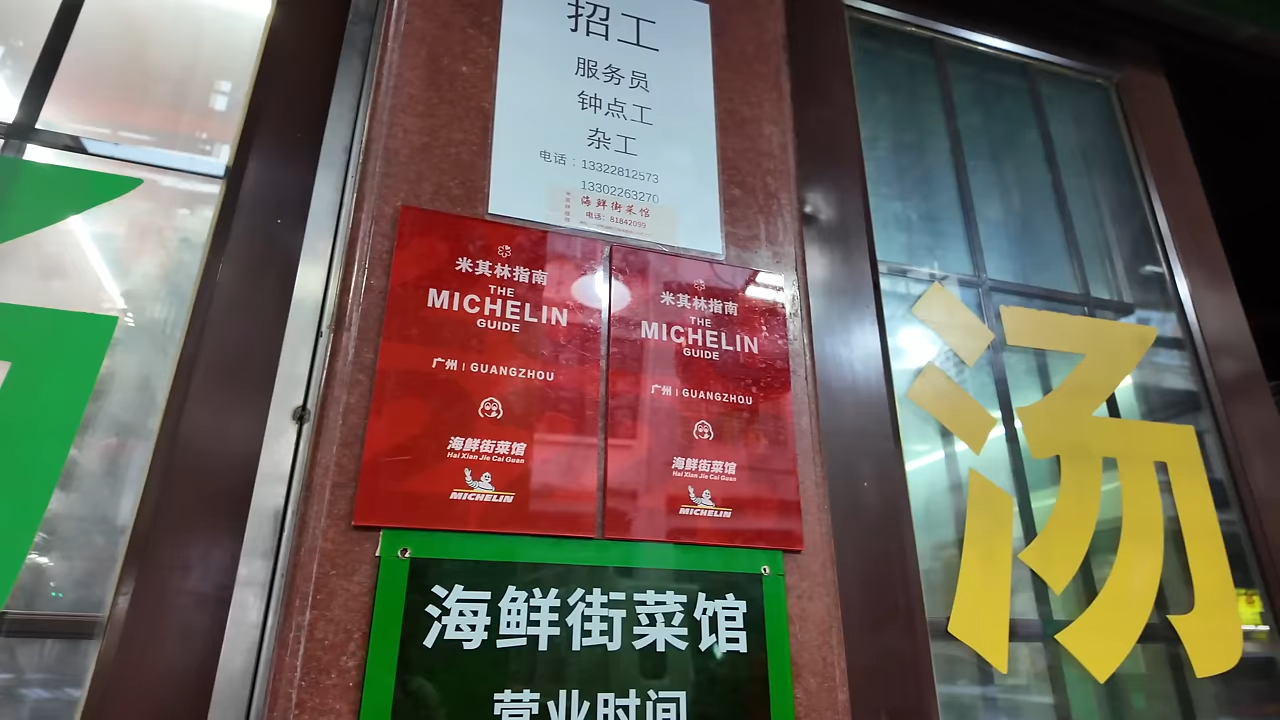 招工
服务员
钟点工
杂工
电话：13322812573
13302263270
海鲜街菜馆
电话：81842099
米其林指南
THE
MICHELIN
GUIDE
广州 | GUANGZHOU
海鲜街菜馆
Hai Xian Jie Cai Guan
MICHELIN
米其林指南
THE
MICHELIN
GUIDE
广州 | GUANGZHOU
海鲜街菜馆
Hai Xian Jie Cai Guan
MICHELIN
海鲜街菜馆
营业时间
汤